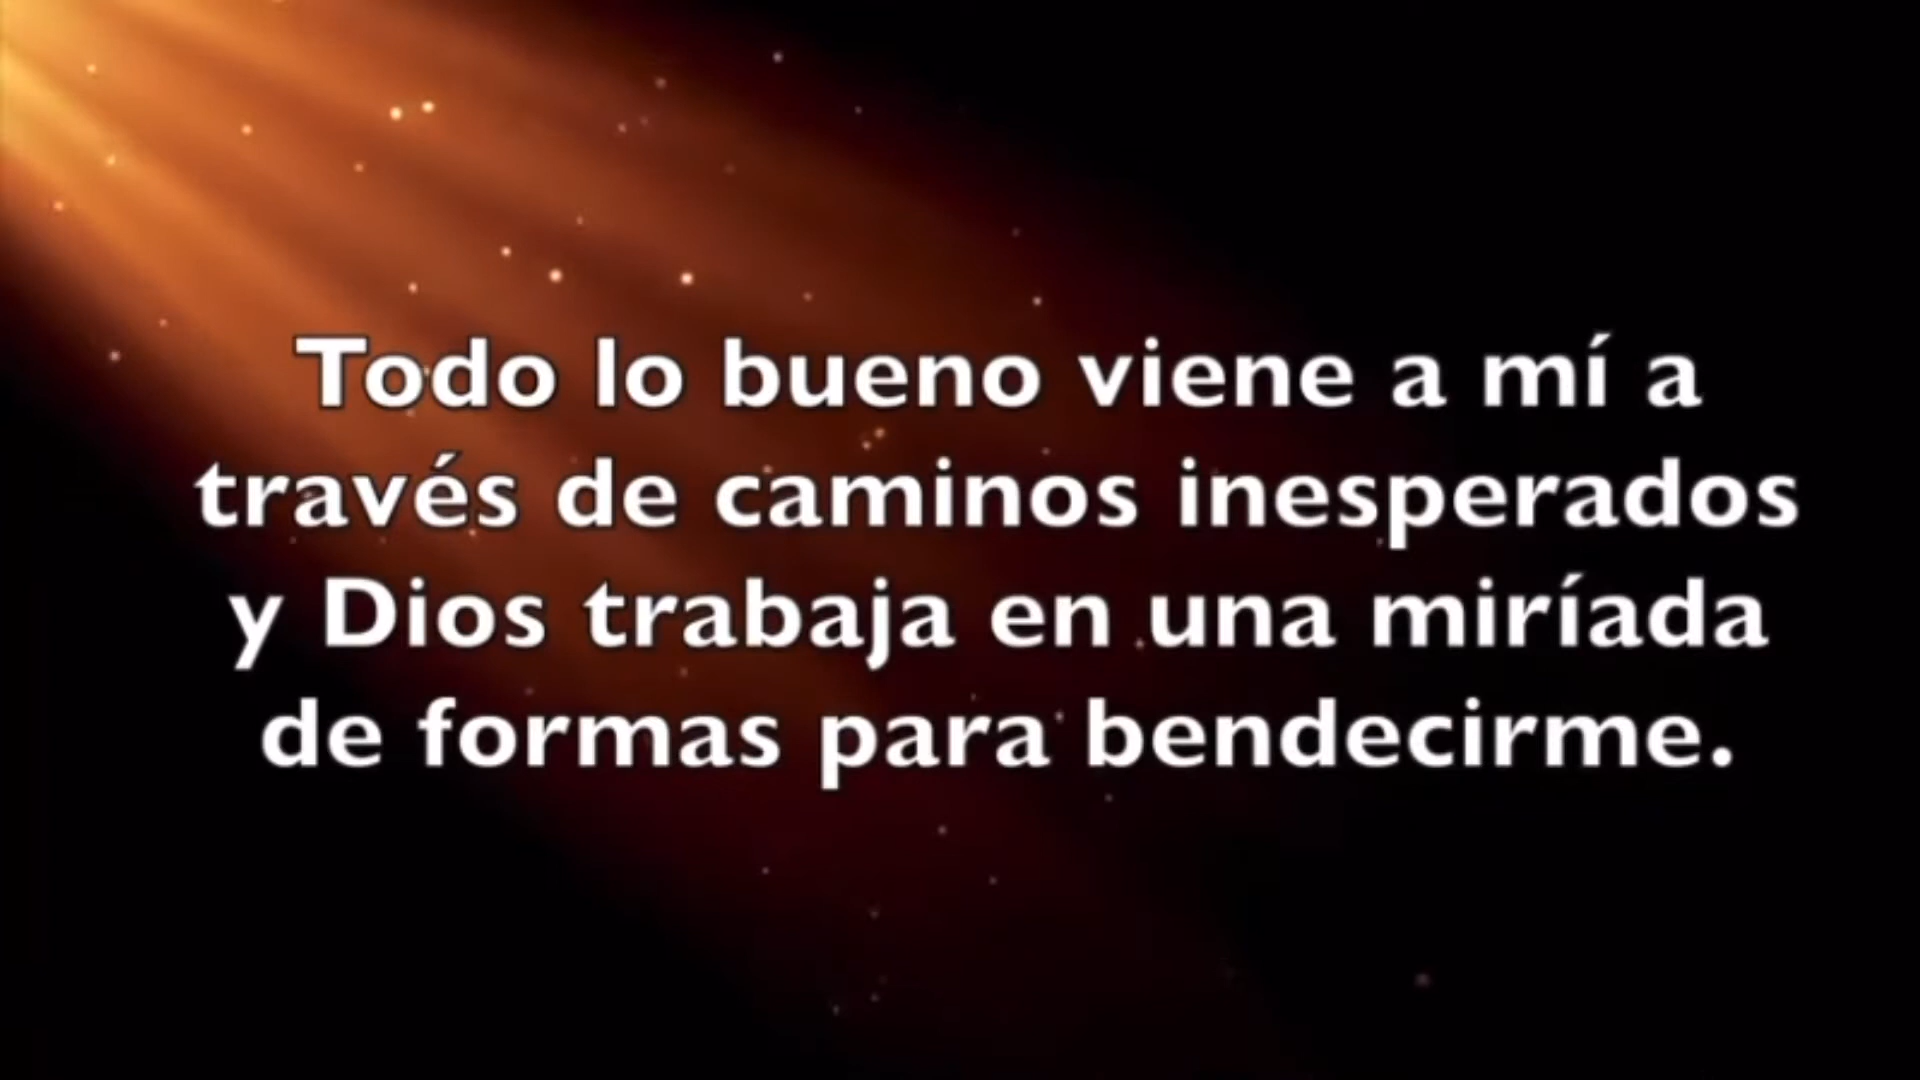 Todo lo bueno viene a mí a
través de caminos inesperados
y Dios trabaja en una miríada
de formas para bendecirme.